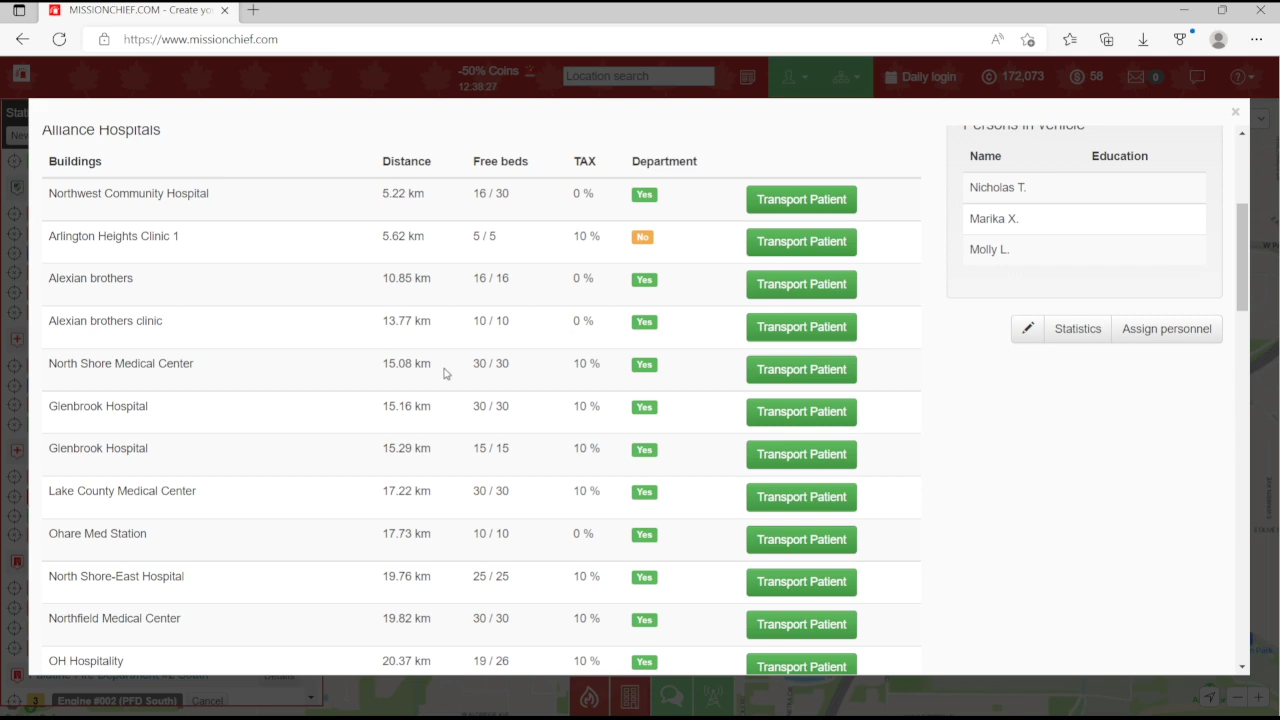 MISSIONCHIEF.COM - Create yo
https://www.missionchief.com
-50% Coins
12:38:27
Location search
Daily login
172,073
58
0
Alliance Hospitals
Buildings Distance Free beds TAX Department
Northwest Community Hospital 5.22 km 16 / 30 0 % Yes Transport Patient
Arlington Heights Clinic 1 5.62 km 5 / 5 10 % No Transport Patient
Alexian brothers 10.85 km 16 / 16 0 % Yes Transport Patient
Alexian brothers clinic 13.77 km 10 / 10 0 % Yes Transport Patient
North Shore Medical Center 15.08 km 30 / 30 10 % Yes Transport Patient
Glenbrook Hospital 15.16 km 30 / 30 10 % Yes Transport Patient
Glenbrook Hospital 15.29 km 15 / 15 10 % Yes Transport Patient
Lake County Medical Center 17.22 km 30 / 30 10 % Yes Transport Patient
Ohare Med Station 17.73 km 10 / 10 0 % Yes Transport Patient
North Shore-East Hospital 19.76 km 25 / 25 10 % Yes Transport Patient
Northfield Medical Center 19.82 km 30 / 30 10 % Yes Transport Patient
OH Hospitality 20.37 km 19 / 26 10 % Yes Transport Patient
Persons in vehicle
Name Education
Nicholas T.
Marika X.
Molly L.
Statistics Assign personnel
3 Engine #002 (PFD South) Cancel